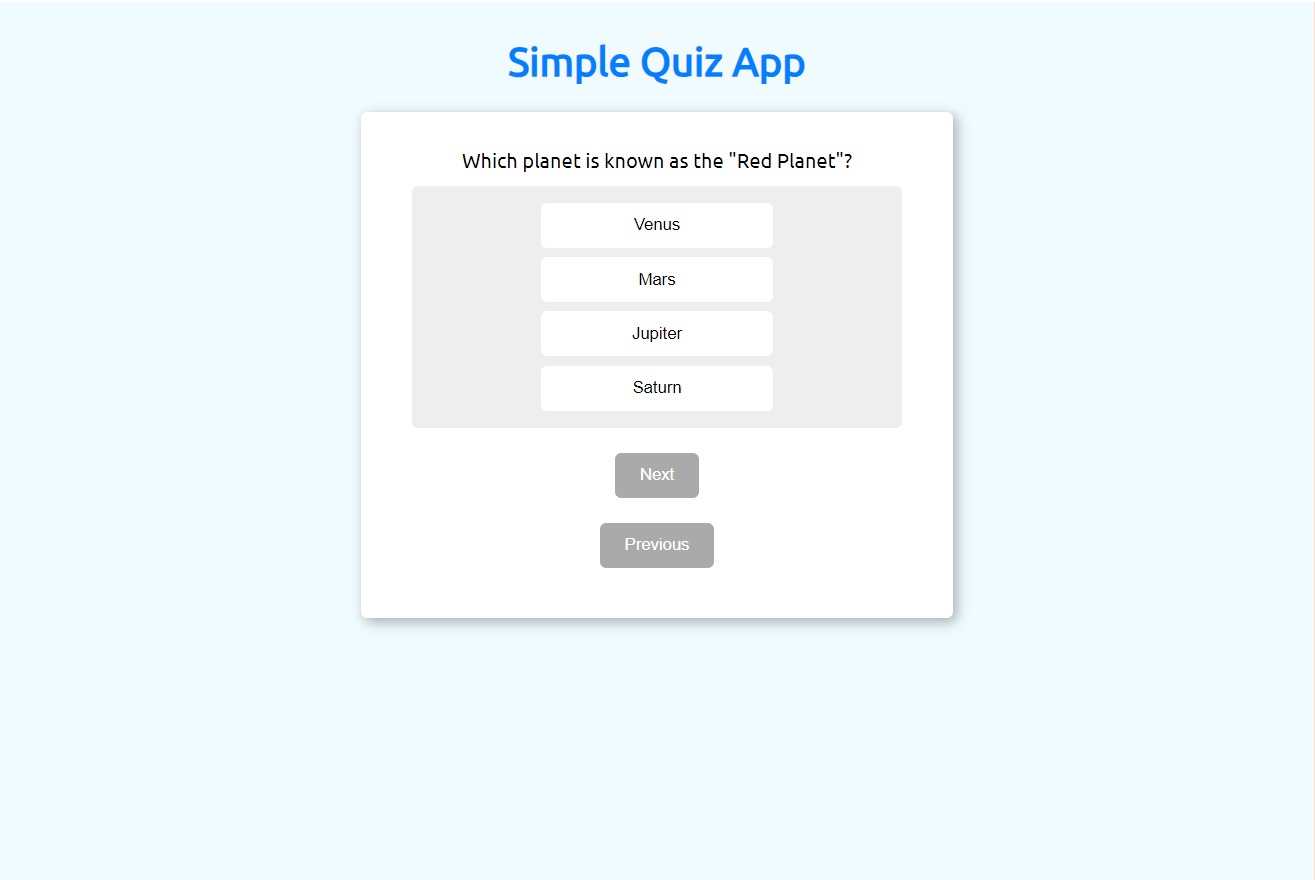 Simple Quiz App
Which planet is known as the "Red Planet"?
Venus
Mars
Jupiter
Saturn
Next
Previous